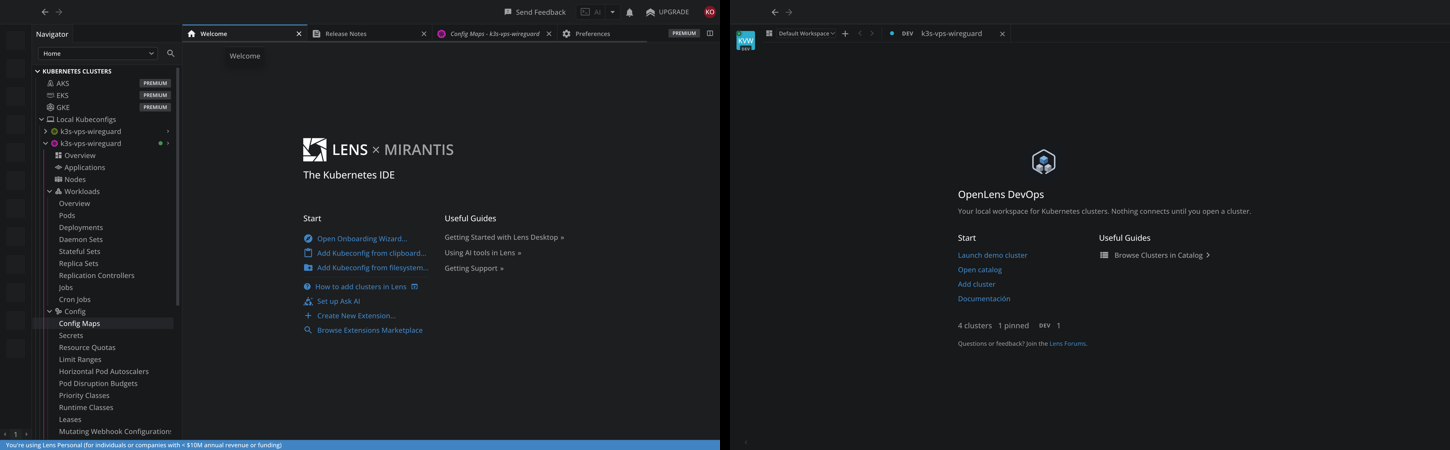 Send Feedback
AI
UPGRADE
KO
Navigator
Welcome
Release Notes
Config Maps - k3s-vps-wireguard
Preferences
PREMIUM
Home
Welcome
KUBERNETES CLUSTERS
AKS PREMIUM
EKS PREMIUM
GKE PREMIUM
Local Kubeconfigs
k3s-vps-wireguard
k3s-vps-wireguard
Overview
Applications
Nodes
Workloads
Overview
Pods
Deployments
Daemon Sets
Stateful Sets
Replica Sets
Replication Controllers
Jobs
Cron Jobs
Config
Config Maps
Secrets
Resource Quotas
Limit Ranges
Horizontal Pod Autoscalers
Pod Disruption Budgets
Priority Classes
Runtime Classes
Leases
Mutating Webhook Configurations
1
LENS × MIRANTIS
The Kubernetes IDE
Start
Open Onboarding Wizard...
Add Kubeconfig from clipboard...
Add Kubeconfig from filesystem...
How to add clusters in Lens
Set up Ask AI
Create New Extension...
Browse Extensions Marketplace
Useful Guides
Getting Started with Lens Desktop »
Using AI tools in Lens »
Getting Support »
You're using Lens Personal (for individuals or companies with < $10M annual revenue or funding)
KVW
DEV
Default Workspace
DEV k3s-vps-wireguard
OpenLens DevOps
Your local workspace for Kubernetes clusters. Nothing connects until you open a cluster.
Start
Launch demo cluster
Open catalog
Add cluster
Documentación
Useful Guides
Browse Clusters in Catalog
4 clusters 1 pinned DEV 1
Questions or feedback? Join the Lens Forums.